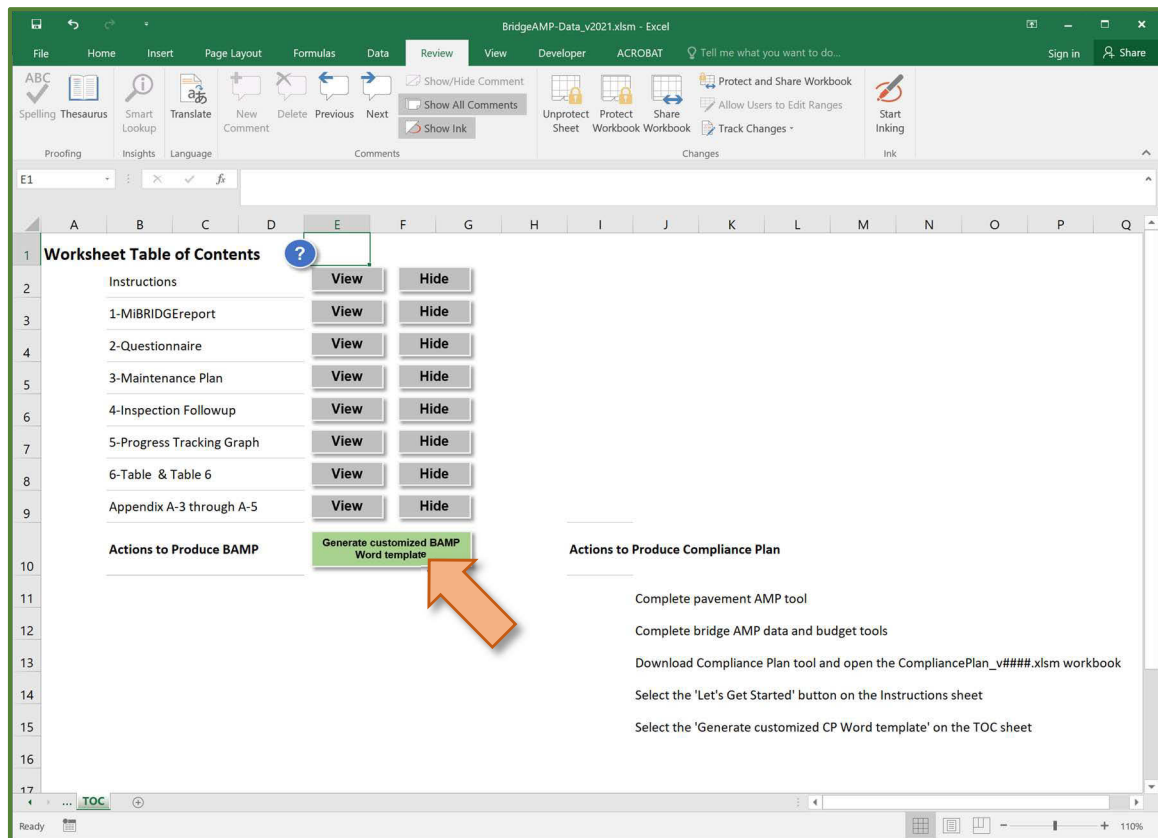 BridgeAMP-Data_v2021.xlsm - Excel
File Home Insert Page Layout Formulas Data Review View Developer ACROBAT Tell me what you want to do... Sign in Share
ABC
Spelling Thesaurus Smart Lookup Translate New Comment Delete Previous Next Show/Hide Comment
Show All Comments
Show Ink
Unprotect Sheet Protect Workbook Share Workbook Protect and Share Workbook
Allow Users to Edit Ranges
Track Changes
Start Inking
Proofing Insights Language Comments Changes Ink
E1 fx
A B C D E F G H I J K L M N O P Q
1 Worksheet Table of Contents ?
2 Instructions View Hide
3 1-MiBRIDGEreport View Hide
4 2-Questionnaire View Hide
5 3-Maintenance Plan View Hide
6 4-Inspection Followup View Hide
7 5-Progress Tracking Graph View Hide
8 6-Table & Table 6 View Hide
9 Appendix A-3 through A-5 View Hide
10 Actions to Produce BAMP Generate customized BAMP Word template Actions to Produce Compliance Plan
11 Complete pavement AMP tool
12 Complete bridge AMP data and budget tools
13 Download Compliance Plan tool and open the CompliancePlan_v####.xlsm workbook
14 Select the 'Let's Get Started' button on the Instructions sheet
15 Select the 'Generate customized CP Word template' on the TOC sheet
16
17
... TOC
Ready 110%